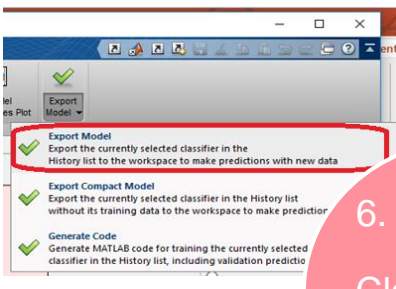 Export
Model
es Plot
Export Model
Export the currently selected classifier in the
History list to the workspace to make predictions with new data
Export Compact Model
Export the currently selected classifier in the History list
without its training data to the workspace to make prediction
Generate Code
Generate MATLAB code for training the currently selected
classifier in the History list, including validation predictio
6.